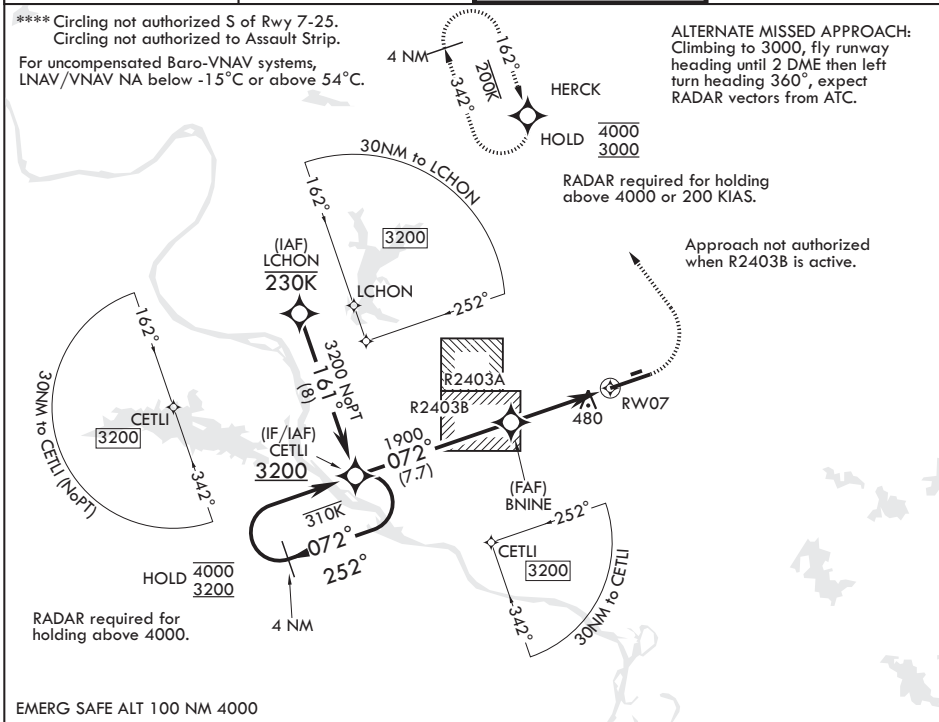 **** Circling not authorized S of Rwy 7-25.
Circling not authorized to Assault Strip.
For uncompensated Baro-VNAV systems,
LNAV/VNAV NA below -15°C or above 54°C.
4 NM
162°
200K
342°
HERCK
HOLD 4000
3000
ALTERNATE MISSED APPROACH:
Climbing to 3000, fly runway
heading until 2 DME then left
turn heading 360°, expect
RADAR vectors from ATC.
RADAR required for holding
above 4000 or 200 KIAS.
Approach not authorized
when R2403B is active.
30NM to LCHON
162°
3200
LCHON
252°
(IAF)
LCHON
230K
3200 NoPT
161°
(8)
162°
30NM to CETLI (NoPT)
CETLI
3200
342°
R2403A
R2403B
RW07
480
(IF/IAF)
CETLI
3200
1900
072°
(7.7)
(FAF)
BNINE
310K
072°
252°
HOLD 4000
3200
4 NM
RADAR required for
holding above 4000.
252°
CETLI
3200
342°
30NM to CETLI
EMERG SAFE ALT 100 NM 4000